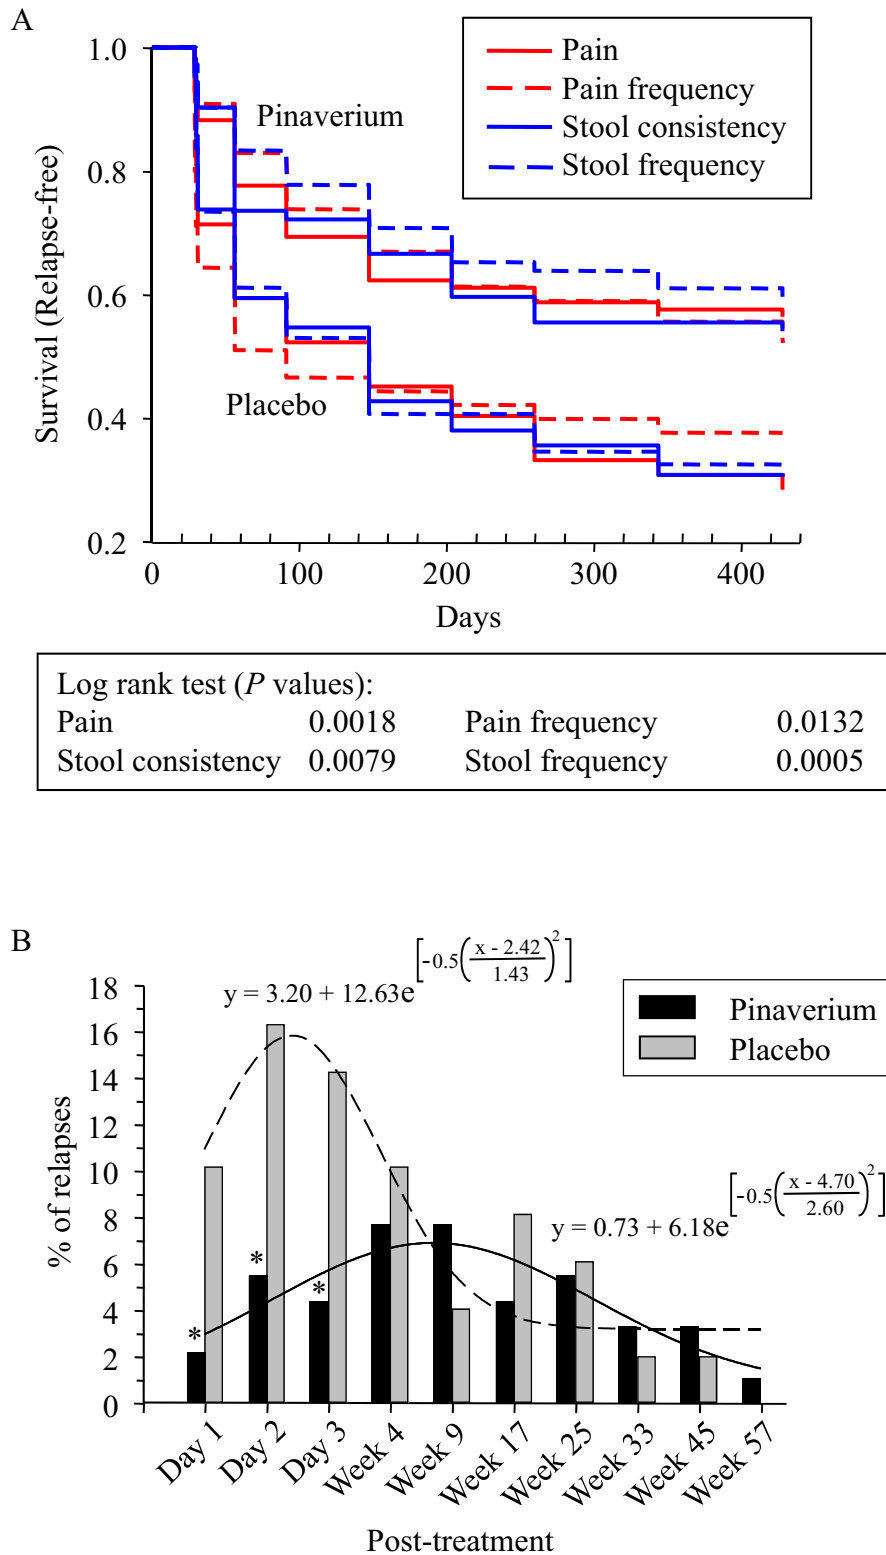 A
1.0
0.8
0.6
0.4
0.2
Survival (Relapse-free)
Pinaverium
Placebo
Pain
Pain frequency
Stool consistency
Stool frequency
0 100 200 300 400
Days
Log rank test (P values):
Pain 0.0018 Pain frequency 0.0132
Stool consistency 0.0079 Stool frequency 0.0005
B
y = 3.20 + 12.63e[-0.5((x - 2.42)/1.43)2]
Pinaverium
Placebo
18
16
14
12
10
8
6
4
2
0
% of relapses
y = 0.73 + 6.18e[-0.5((x - 4.70)/2.60)2]
*
*
*
Day 1 Day 2 Day 3 Week 4 Week 9 Week 17 Week 25 Week 33 Week 45 Week 57
Post-treatment